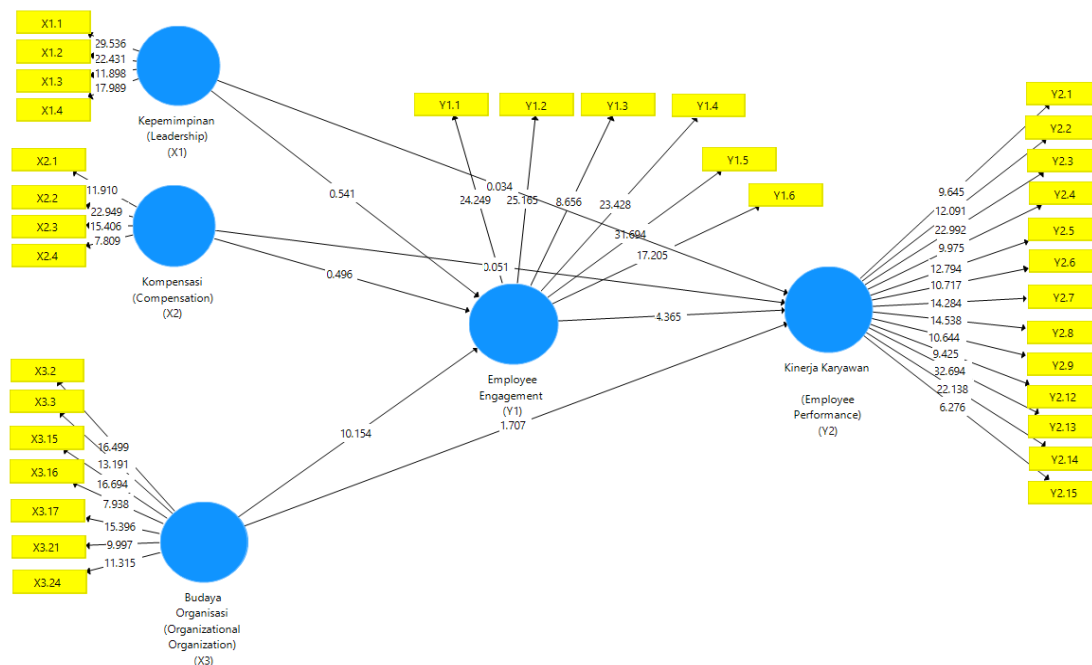 X1.1
X1.2
X1.3
X1.4
29.536
22.431
11.898
17.989
Kepemimpinan
(Leadership)
(X1)
X2.1
X2.2
X2.3
X2.4
11.910
22.949
15.406
7.809
Kompensasi
(Compensation)
(X2)
X3.2
X3.3
X3.15
X3.16
X3.17
X3.21
X3.24
16.499
13.191
16.694
7.938
15.396
9.997
11.315
Budaya
Organisasi
(Organizational
Organization)
(X3)
0.541
0.496
10.154
0.034
0.051
4.365
1.707
Y1.1
Y1.2
Y1.3
Y1.4
Y1.5
Y1.6
24.249
25.165
8.656
23.428
31.694
17.205
Employee
Engagement
(Y1)
Kinerja Karyawan
(Employee
Performance)
(Y2)
9.645
12.091
22.992
9.975
12.794
10.717
14.284
14.538
10.644
9.425
32.694
22.138
6.276
Y2.1
Y2.2
Y2.3
Y2.4
Y2.5
Y2.6
Y2.7
Y2.8
Y2.9
Y2.12
Y2.13
Y2.14
Y2.15